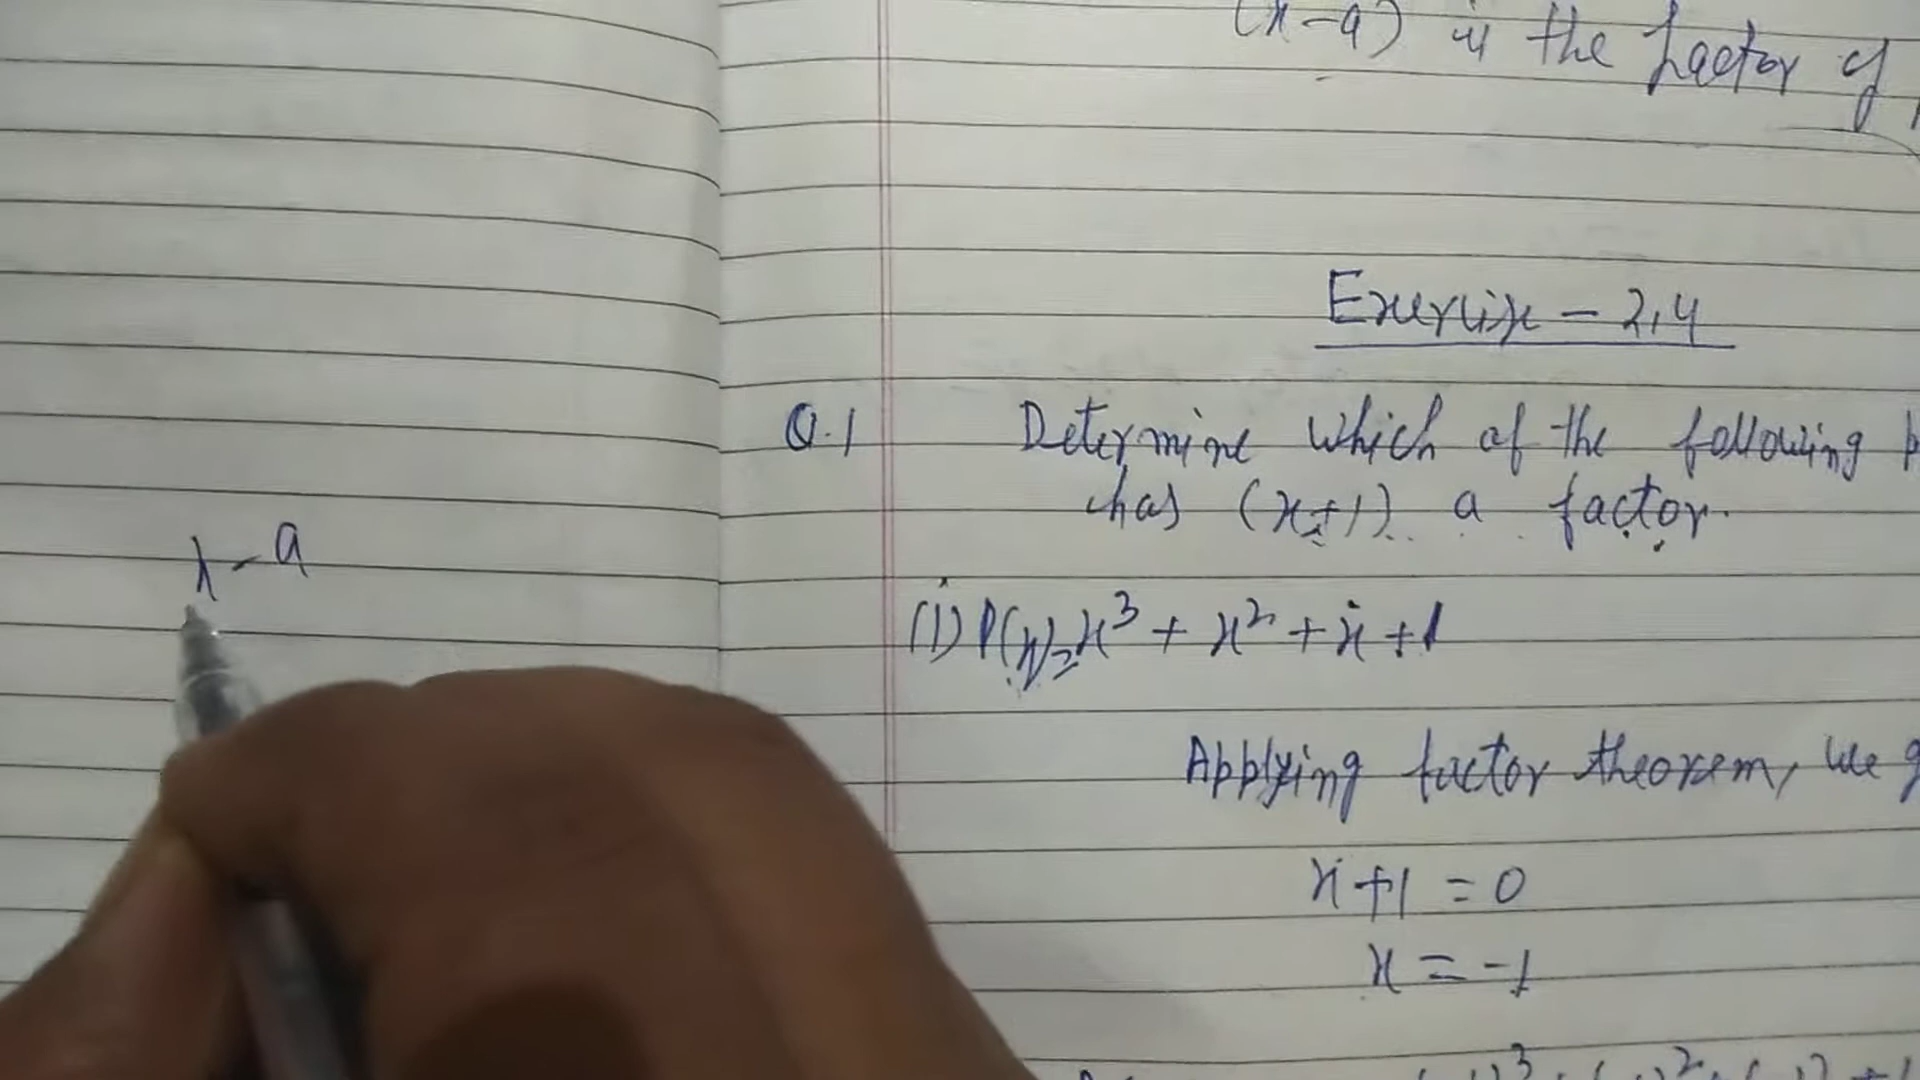 (x-a) is the factor of
Exercise - 2.4
Q.1 Determine which of the following
has (x+1) a factor.
x - a
(i) P(x)= x³ + x² + x + 1
Applying factor theorem, we
x+1 = 0
x = -1